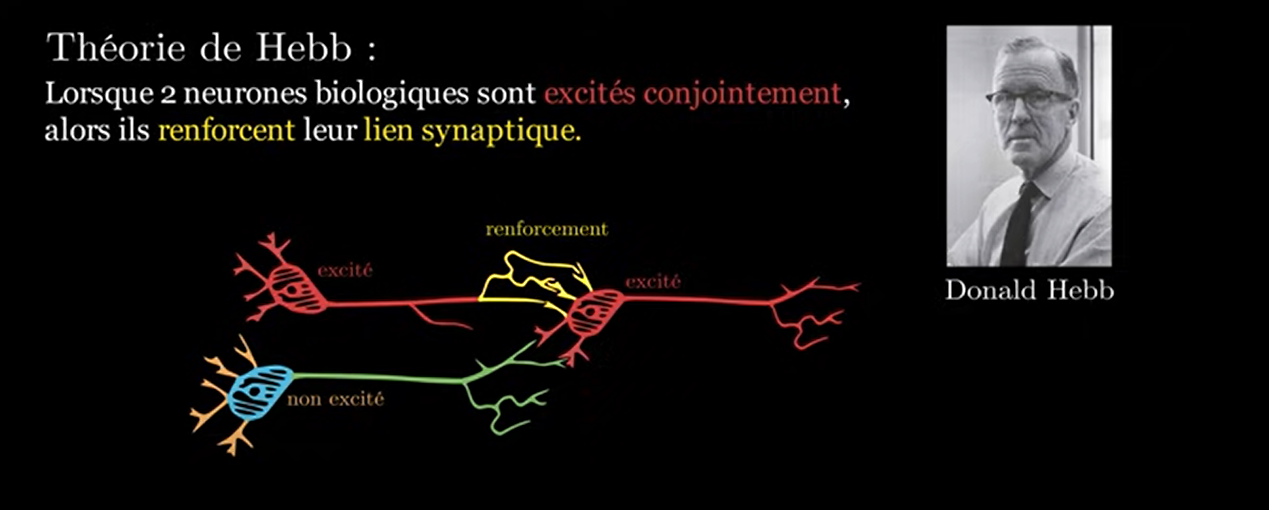 Théorie de Hebb :
Lorsque 2 neurones biologiques sont excités conjointement,
alors ils renforcent leur lien synaptique.
renforcement
excité
excité
non excité
Donald Hebb